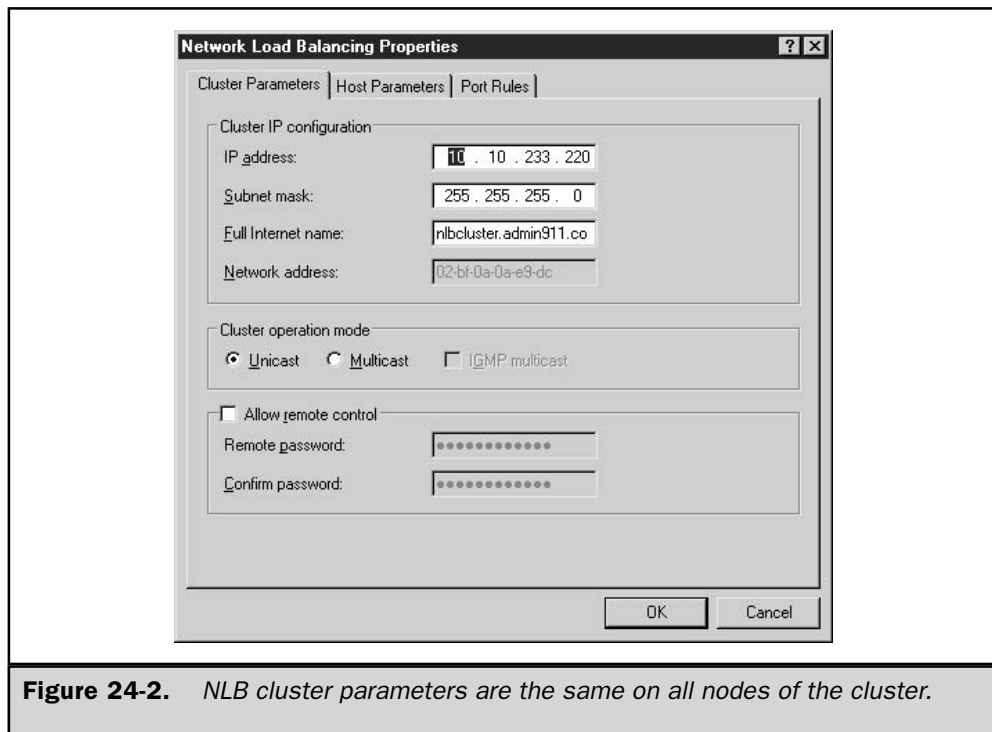 Network Load Balancing Properties
Cluster Parameters Host Parameters Port Rules
Cluster IP configuration
IP address: 10 . 10 . 233 . 220
Subnet mask: 255 . 255 . 255 . 0
Full Internet name: nlbcluster.admin911.co
Network address: 02-bf-0a-0a-e9-dc
Cluster operation mode
Unicast Multicast IGMP multicast
Allow remote control
Remote password: ●●●●●●●●●●●●
Confirm password: ●●●●●●●●●●●●
OK Cancel
Figure 24-2. NLB cluster parameters are the same on all nodes of the cluster.